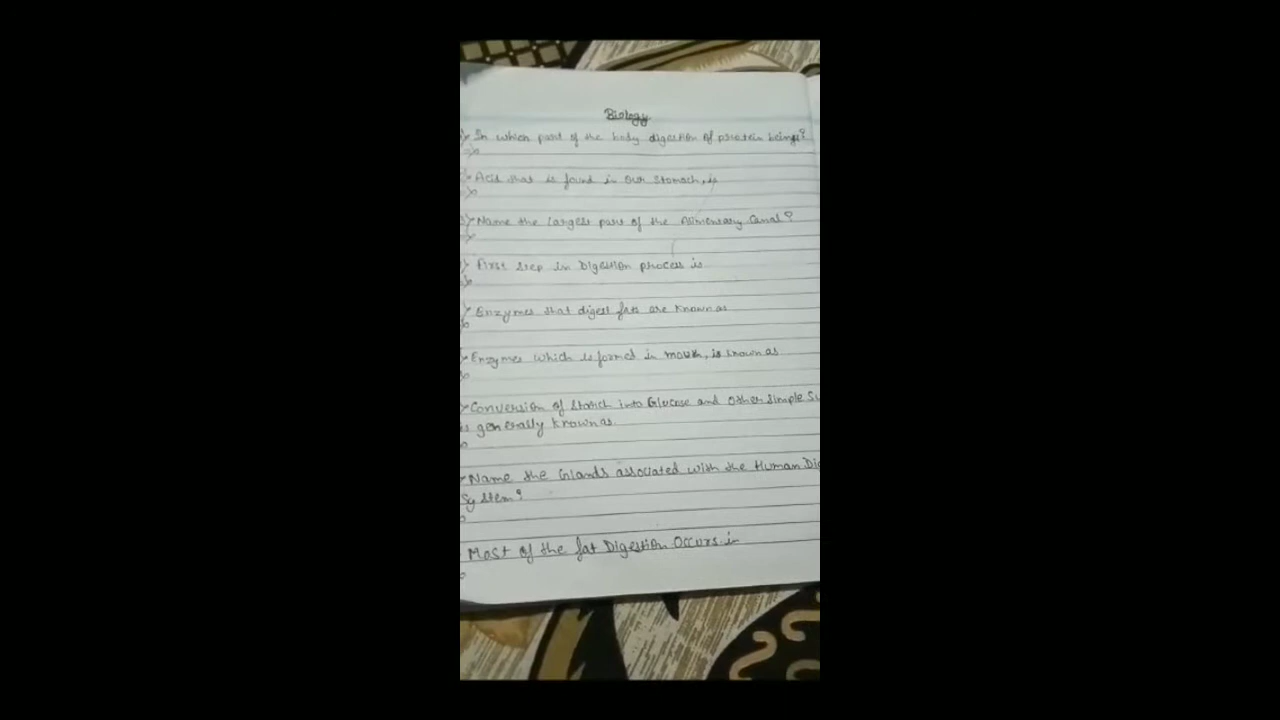 Biology
In which part of the body digestion of protein begins?
Acid that is found in our stomach, is
Name the largest part of the Alimentary Canal?
First step in Digestion process is
Enzymes that digest fats are known as
Enzymes which is formed in mouth, is known as
Conversion of starch into Glucose and other simple Su
is generally known as
Name the Glands associated with the Human Dig
System?
Most of the fat Digestion Occurs in